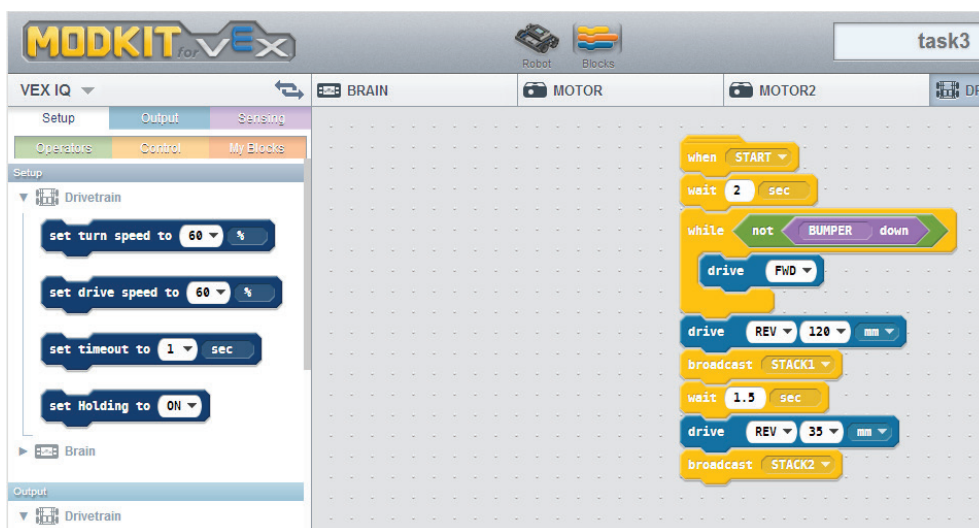 MODKIT for VEX
Robot Blocks
task3
VEX IQ
BRAIN
MOTOR
MOTOR2
Setup Output Sensing
Operators Control My Blocks
Setup
Drivetrain
set turn speed to 60 %
set drive speed to 60 %
set timeout to 1 sec
set Holding to ON
Brain
Output
Drivetrain
when START
wait 2 sec
while not BUMPER down
drive FWD
drive REV 120 mm
broadcast STACK1
wait 1.5 sec
drive REV 35 mm
broadcast STACK2